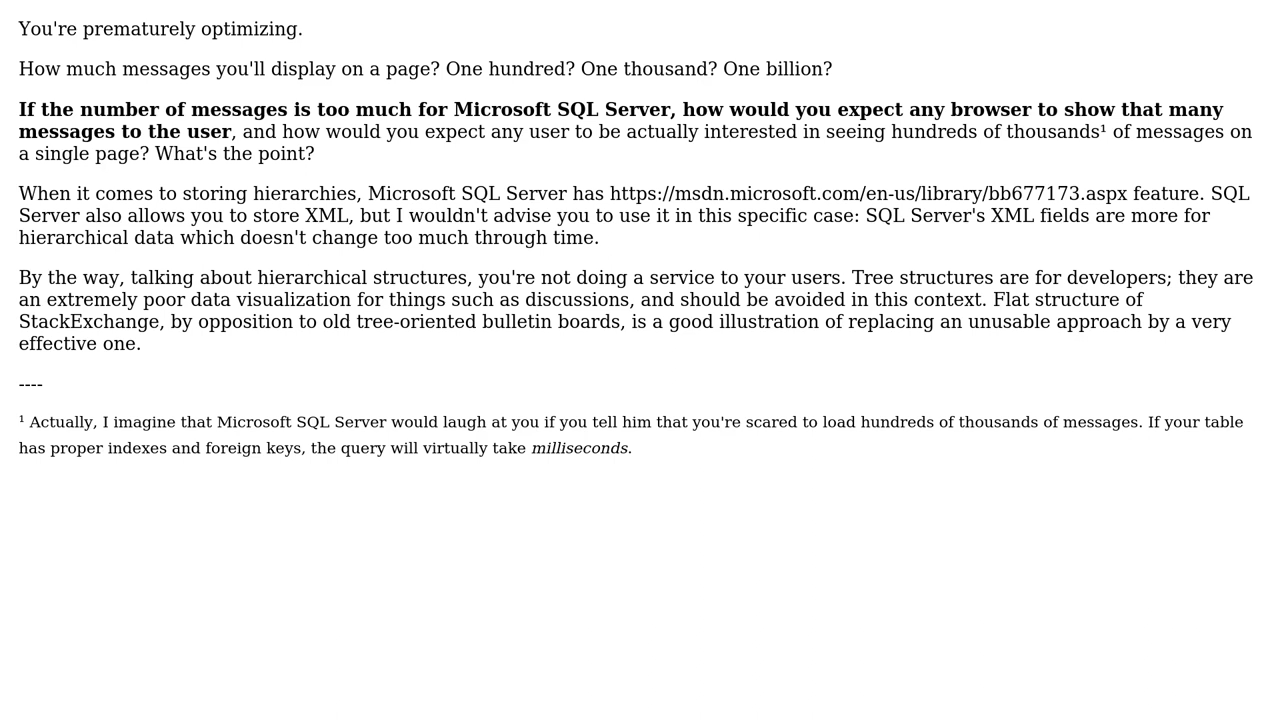 You're prematurely optimizing.
How much messages you'll display on a page? One hundred? One thousand? One billion?
If the number of messages is too much for Microsoft SQL Server, how would you expect any browser to show that many
messages to the user, and how would you expect any user to be actually interested in seeing hundreds of thousands¹ of messages on
a single page? What's the point?
When it comes to storing hierarchies, Microsoft SQL Server has https://msdn.microsoft.com/en-us/library/bb677173.aspx feature. SQL
Server also allows you to store XML, but I wouldn't advise you to use it in this specific case: SQL Server's XML fields are more for
hierarchical data which doesn't change too much through time.
By the way, talking about hierarchical structures, you're not doing a service to your users. Tree structures are for developers; they are
an extremely poor data visualization for things such as discussions, and should be avoided in this context. Flat structure of
StackExchange, by opposition to old tree-oriented bulletin boards, is a good illustration of replacing an unusable approach by a very
effective one.
----
¹ Actually, I imagine that Microsoft SQL Server would laugh at you if you tell him that you're scared to load hundreds of thousands of messages. If your table
has proper indexes and foreign keys, the query will virtually take milliseconds.